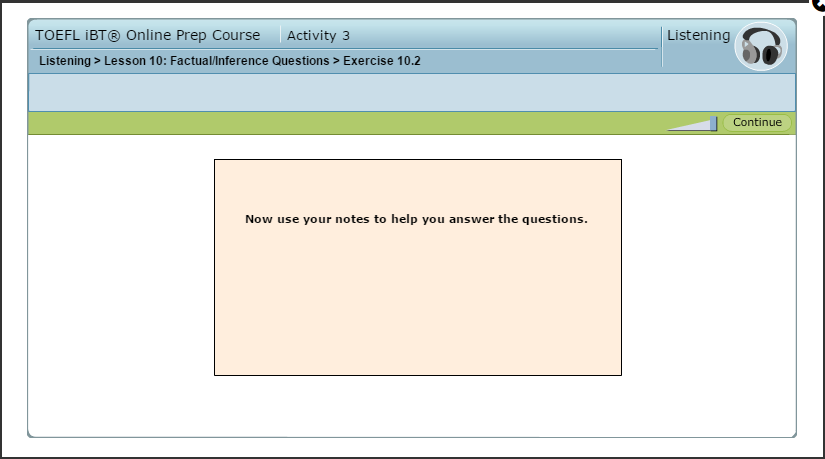 TOEFL iBT® Online Prep Course Activity 3 Listening
Listening > Lesson 10: Factual/Inference Questions > Exercise 10.2
Continue
Now use your notes to help you answer the questions.